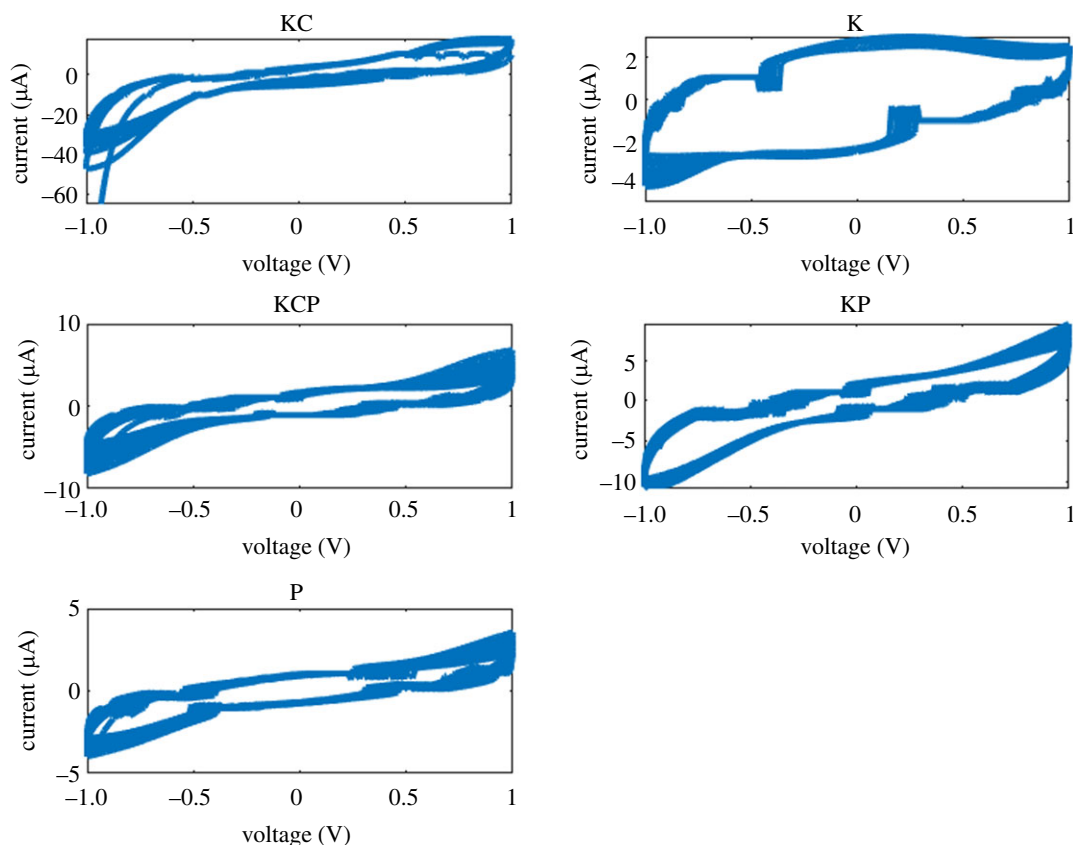 KC
current (µA)
0
–20
–40
–60
–1.0 –0.5 0 0.5 1
voltage (V)
K
current (µA)
2
0
–2
–4
–1.0 –0.5 0 0.5 1
voltage (V)
KCP
current (µA)
10
0
–10
–1.0 –0.5 0 0.5 1
voltage (V)
KP
current (µA)
5
0
–5
–10
–1.0 –0.5 0 0.5 1
voltage (V)
P
current (µA)
5
0
–5
–1.0 –0.5 0 0.5 1
voltage (V)